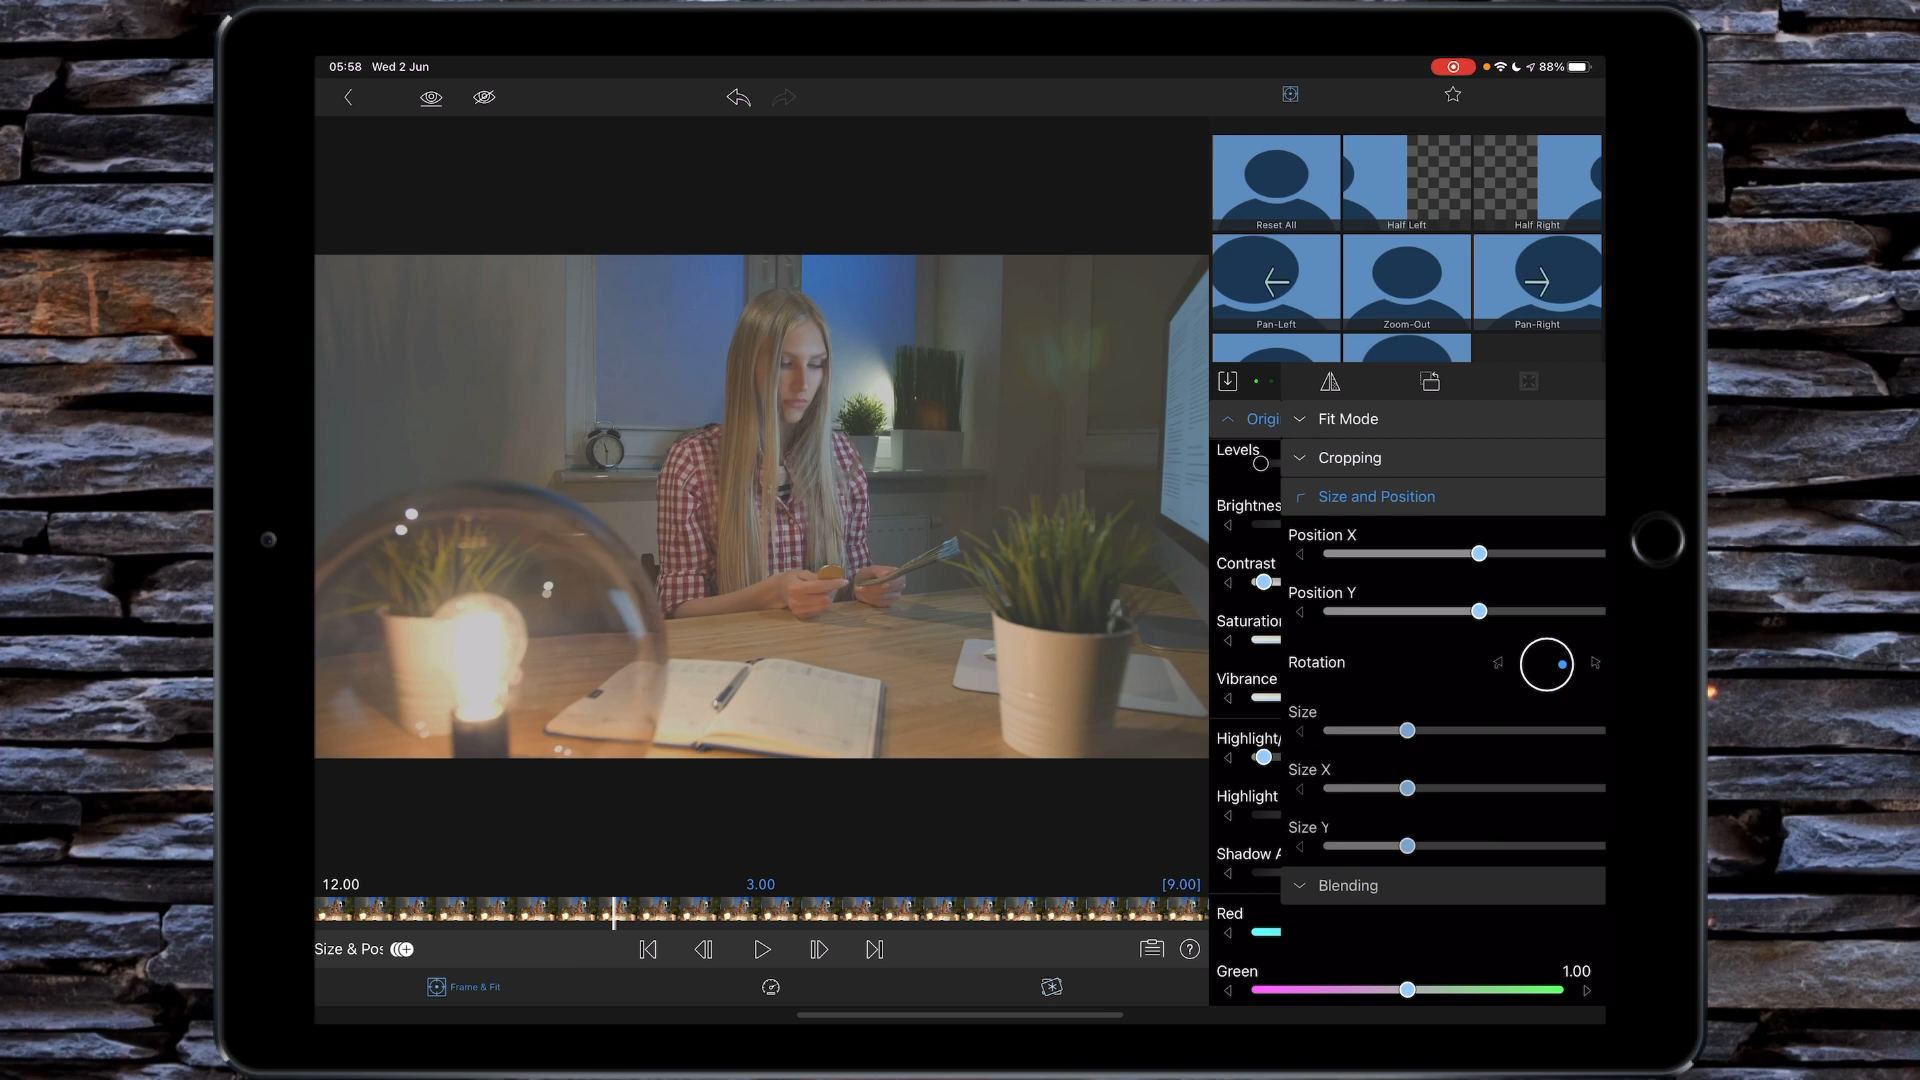 05:58 Wed 2 Jun
88%
Reset All
Half Left
Half Right
Pan-Left
Zoom-Out
Pan-Right
Origi
Fit Mode
Levels
Cropping
Size and Position
Brightnes
Position X
Contrast
Position Y
Saturation
Rotation
Vibrance
Size
Highlight/
Size X
Highlight
Size Y
Shadow A
Blending
12.00
3.00
[9.00]
Red
Size & Pos
Green
1.00
Frame & Fit